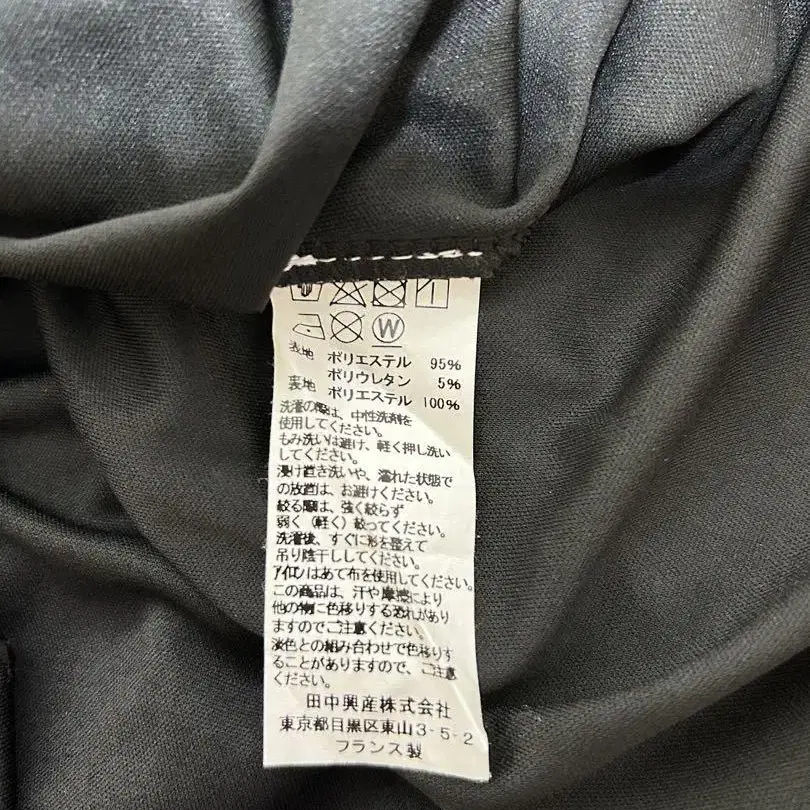 W
表地 ポリエステル 95%
ポリウレタン 5%
裏地 ポリエステル 100%
洗濯の際は、中性洗剤を
使用してください。
もみ洗いは避け、軽く押し洗い
してください。
浸け置き洗いや、濡れた状態で
の放置は、お避けください。
絞る際は、強く絞らず
弱く（軽く）絞ってください。
洗濯後、すぐに形を整えて
吊り陰干ししてください。
アイロンはあて布を使用してください。
この商品は、汗や摩擦により
他の物に色移りする恐れがあり
ますのでご注意ください。
淡色との組み合わせで色移りす
ることがありますので、ご注意
ください。
田中興産株式会社
東京都目黒区東山3-5-2
フランス製